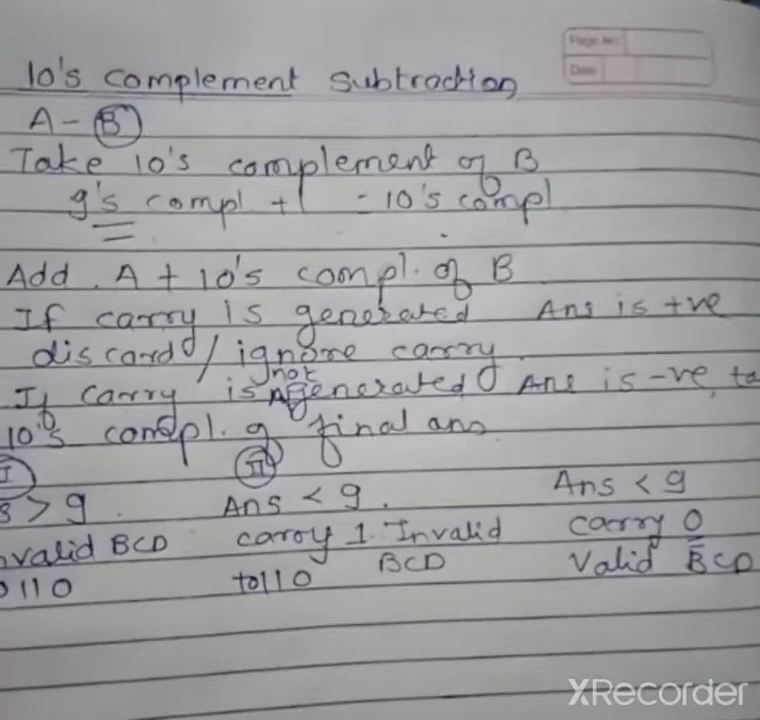 Page No:
Date:
10's complement subtraction
A - B
Take 10's complement of B
9's compl + 1 = 10's compl
Add. A + 10's compl. of B
If carry is generated Ans is +ve
discard / ignore carry
If carry is not generated Ans is -ve, ta
10's compl. of final ans
I II
s > 9. Ans < 9. Ans < 9
nvalid BCD carry 1. Invalid BCD carry 0
0110 to110 Valid BCD
XRecorder